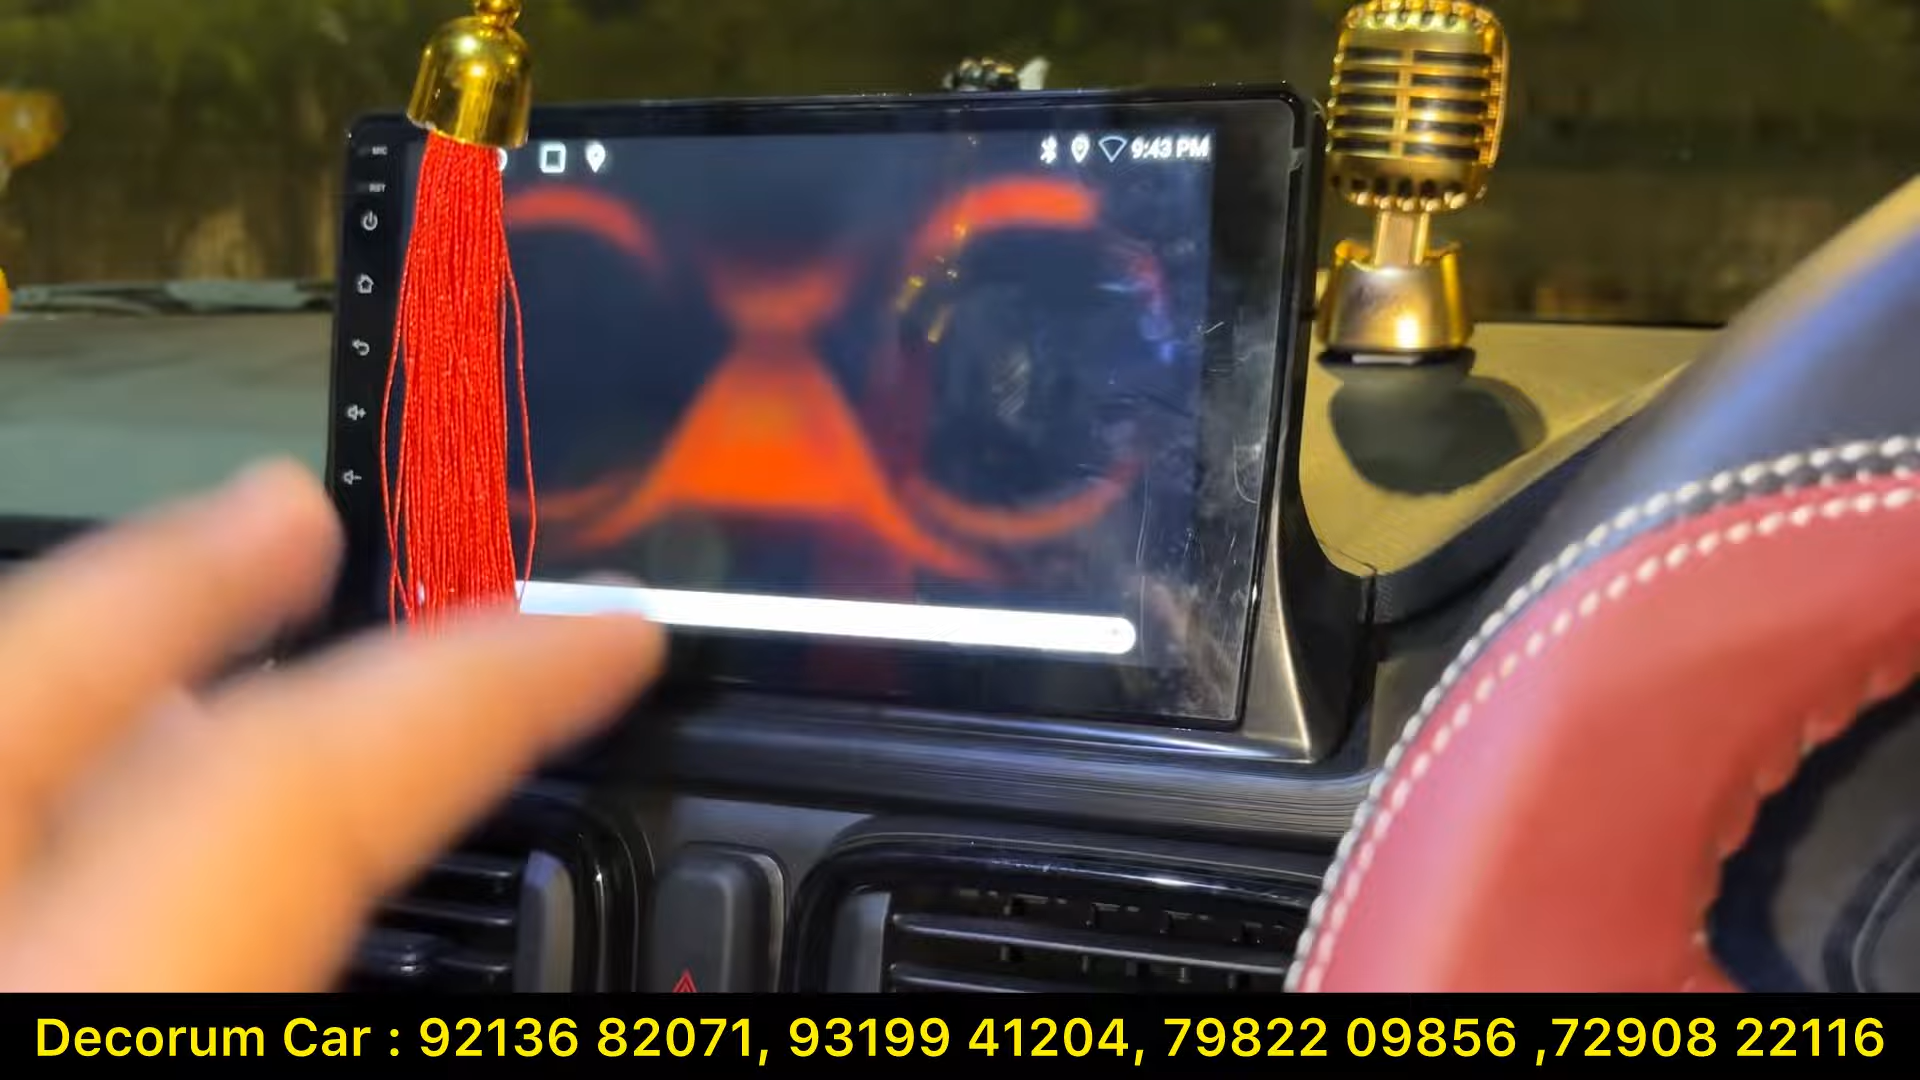 9:43 PM
MIC
RST
Decorum Car : 92136 82071, 93199 41204, 79822 09856 ,72908 22116